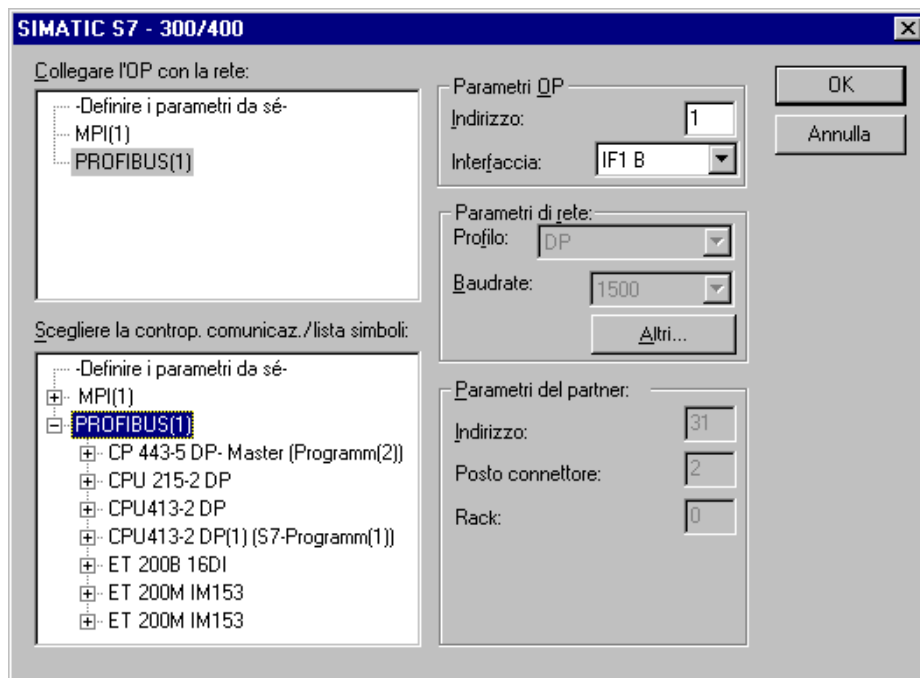 SIMATIC S7 - 300/400
Collegare l'OP con la rete:
-Definire i parametri da sé-
MPI(1)
PROFIBUS(1)
Scegliere la controp. comunicaz./lista simboli:
-Definire i parametri da sé-
MPI(1)
PROFIBUS(1)
CP 443-5 DP- Master (Programm(2))
CPU 215-2 DP
CPU413-2 DP
CPU413-2 DP(1) (S7-Programm(1))
ET 200B 16DI
ET 200M IM153
ET 200M IM153
Parametri OP
Indirizzo: 1
Interfaccia: IF1 B
Parametri di rete:
Profilo: DP
Baudrate: 1500
Altri...
Parametri del partner:
Indirizzo: 31
Posto connettore: 2
Rack: 0
OK
Annulla